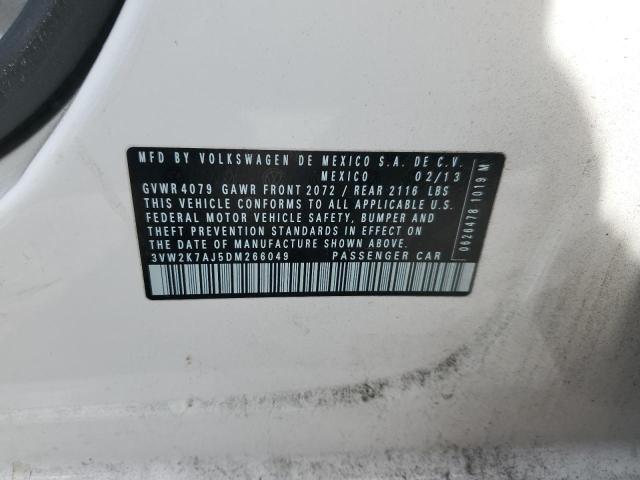 MFD BY VOLKSWAGEN DE MEXICO S.A. DE C.V.
MEXICO 02/13
GVWR 4079 GAWR FRONT 2072 / REAR 2116 LBS
THIS VEHICLE CONFORMS TO ALL APPLICABLE U.S.
FEDERAL MOTOR VEHICLE SAFETY, BUMPER AND
THEFT PREVENTION STANDARDS IN EFFECT ON
THE DATE OF MANUFACTURE SHOWN ABOVE.
3VW2K7AJ5DM266049 PASSENGER CAR
0626478 1019 M